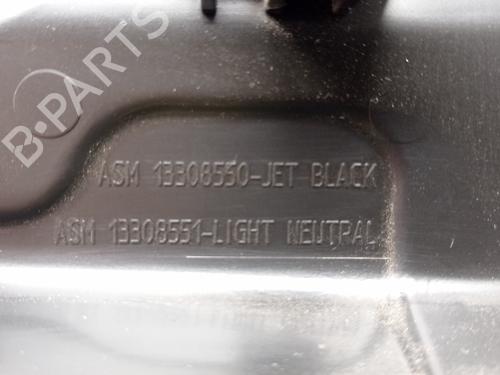 B-PARTS
ASM 13308550-JET BLACK
ASM 13308551-LIGHT NEUTRAL